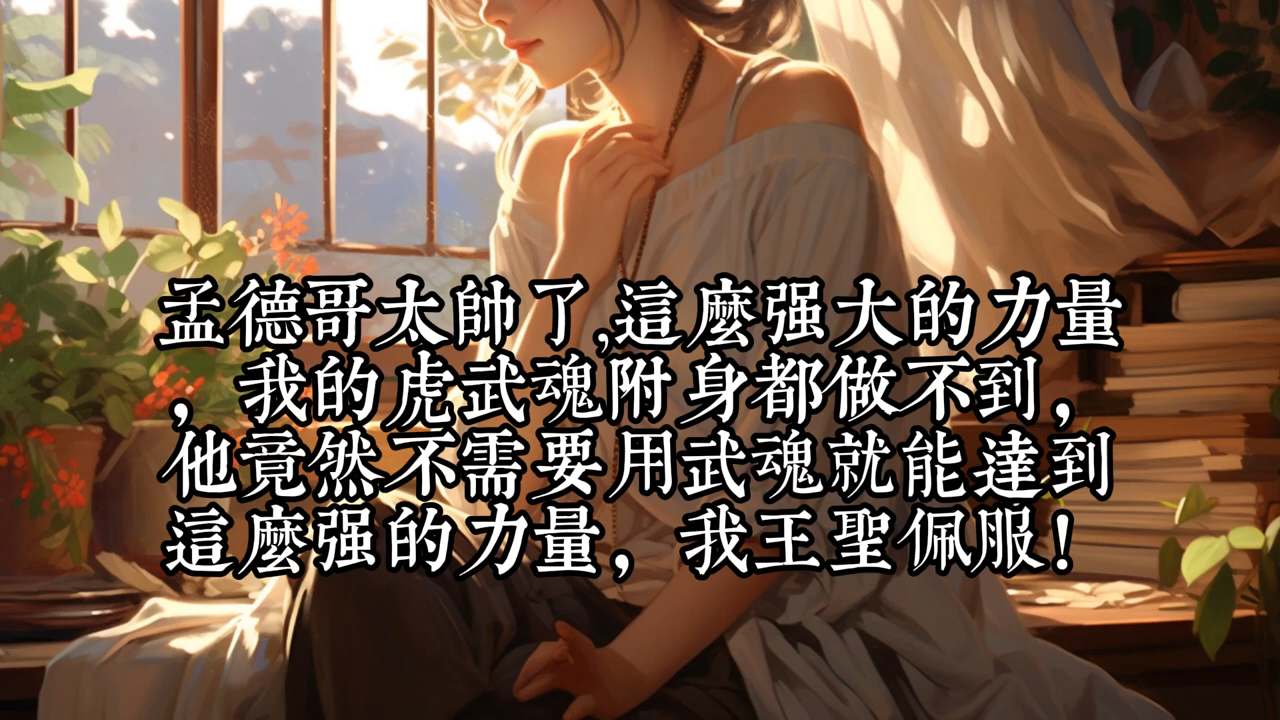 孟德哥太帥了,這麼强大的力量
，我的虎武魂附身都做不到，
他竟然不需要用武魂就能達到
這麼强的力量，我王聖佩服！